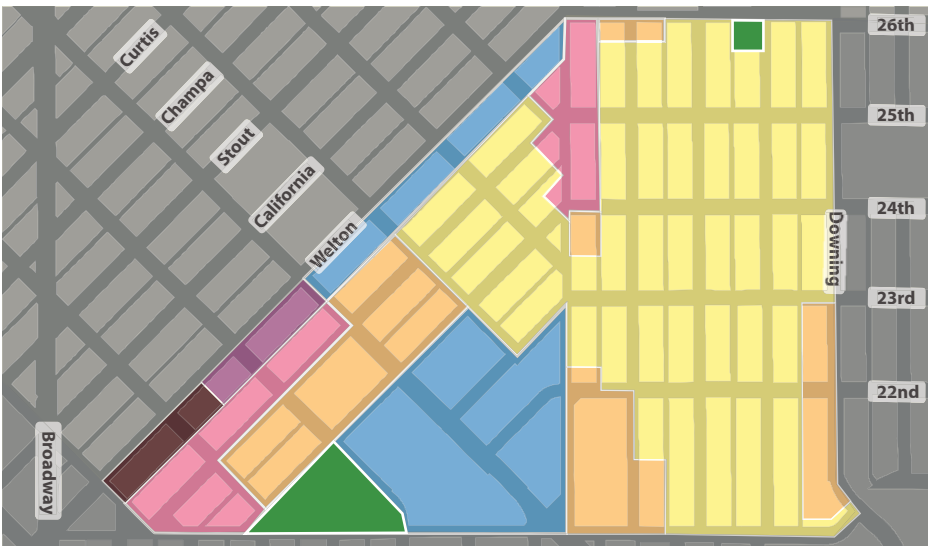 Curtis
Champa
Stout
California
Welton
Broadway
26th
25th
24th
Downing
23rd
22nd